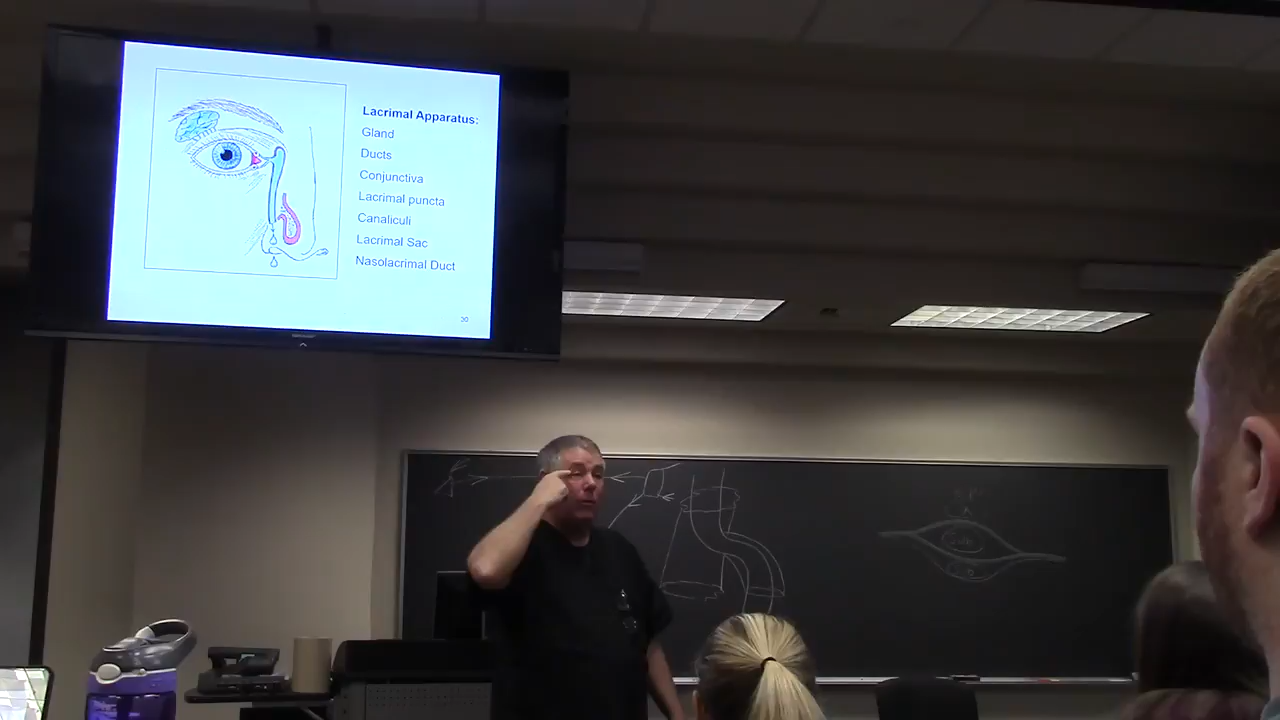 Lacrimal Apparatus:
Gland
Ducts
Conjunctiva
Lacrimal puncta
Canaliculi
Lacrimal Sac
Nasolacrimal Duct
30